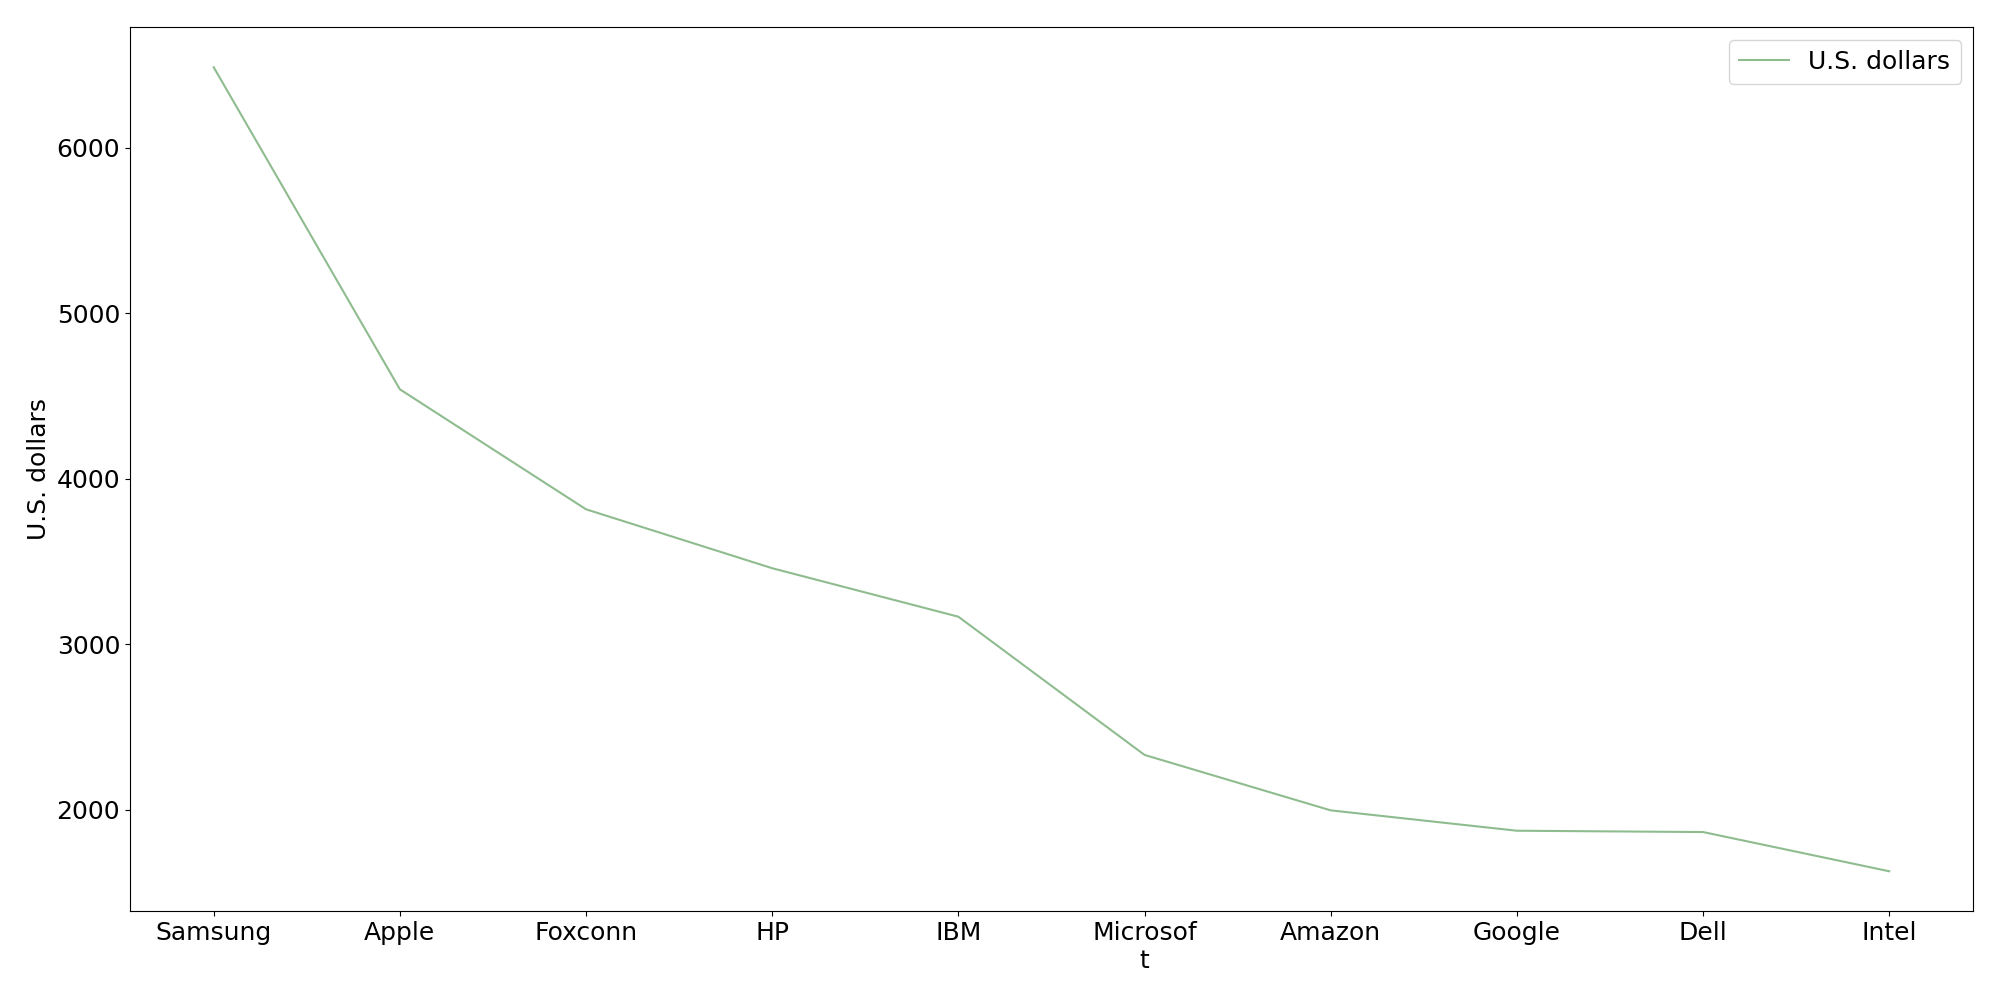 U.S. dollars
6000
5000
4000
3000
2000
U.S. dollars
Samsung Apple Foxconn HP IBM Microsof Amazon Google Dell Intel
t